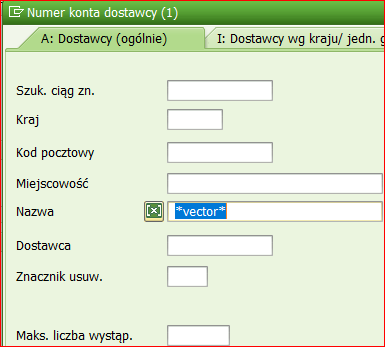 Numer konta dostawcy (1)
A: Dostawcy (ogólnie) I: Dostawcy wg kraju/ jedn. g
Szuk. ciąg zn.
Kraj
Kod pocztowy
Miejscowość
Nazwa *vector*
Dostawca
Znacznik usuw.
Maks. liczba występ.